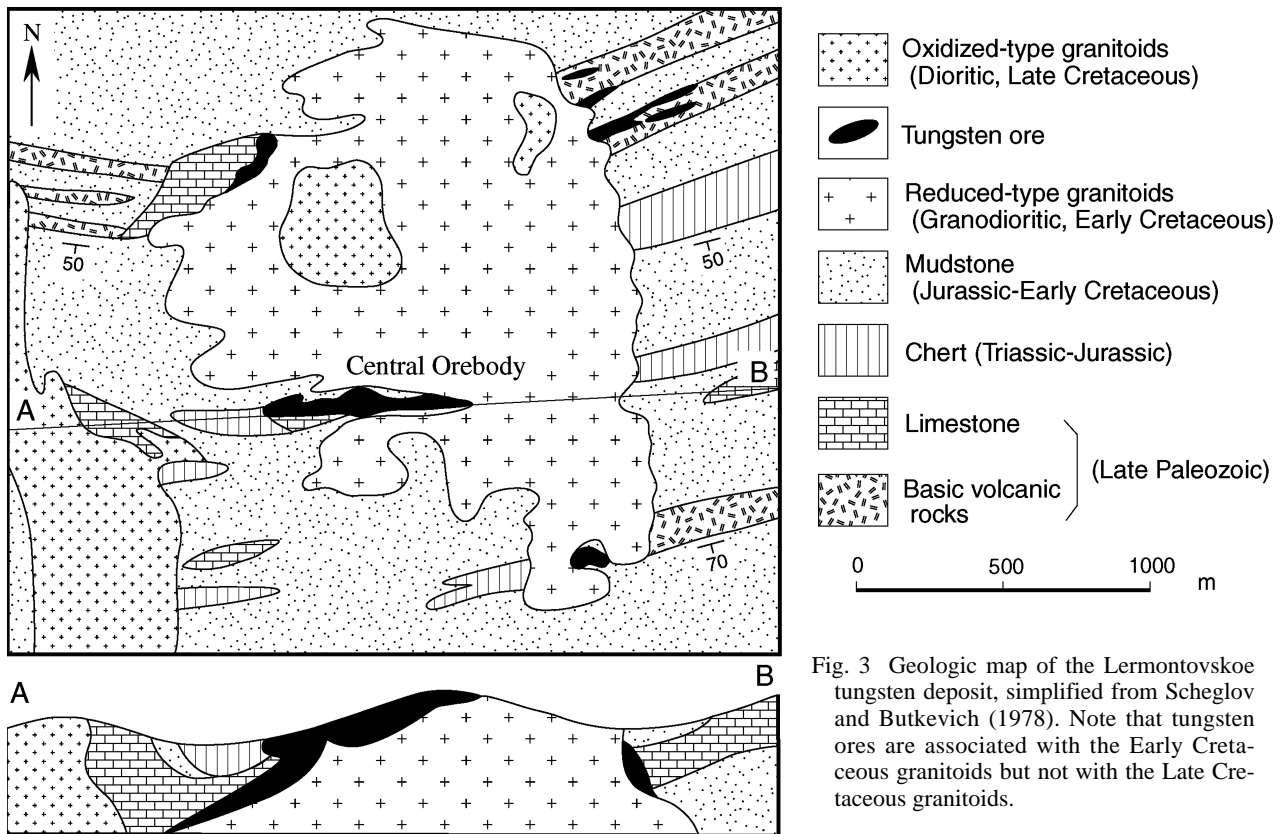 N
50
50
Central Orebody
A
B
70
A
B
Oxidized-type granitoids
(Dioritic, Late Cretaceous)
Tungsten ore
Reduced-type granitoids
(Granodioritic, Early Cretaceous)
Mudstone
(Jurassic-Early Cretaceous)
Chert (Triassic-Jurassic)
Limestone
(Late Paleozoic)
Basic volcanic
rocks
0 500 1000 m
Fig. 3 Geologic map of the Lermontovskoe
tungsten deposit, simplified from Scheglov
and Butkevich (1978). Note that tungsten
ores are associated with the Early Creta-
ceous granitoids but not with the Late Cre-
taceous granitoids.